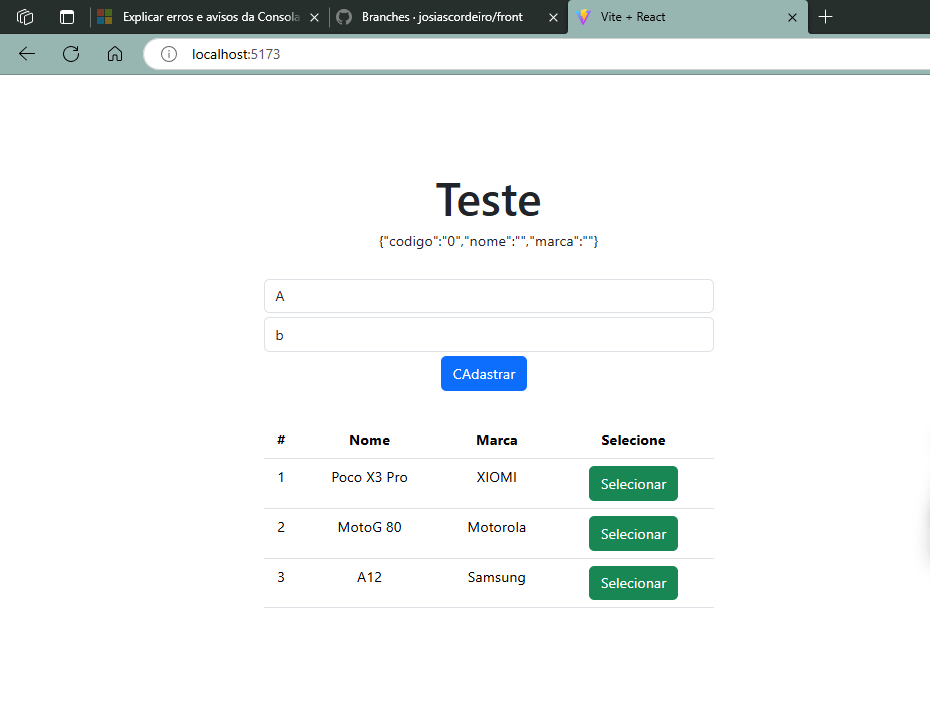 Explicar erros e avisos da Consola
Branches · josiascordeiro/front
Vite + React
localhost:5173
Teste
{"codigo":"0","nome":"","marca":""}
A
b
CAdastrar
# Nome Marca Selecione
1 Poco X3 Pro XIOMI Selecionar
2 MotoG 80 Motorola Selecionar
3 A12 Samsung Selecionar